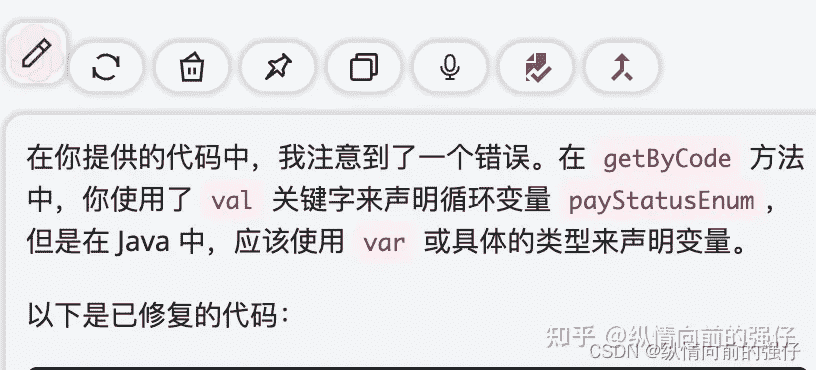 在你提供的代码中，我注意到了一个错误。在 getByCode 方法
中，你使用了 val 关键字来声明循环变量 payStatusEnum，
但是在 Java 中，应该使用 var 或具体的类型来声明变量。
以下是已修复的代码：
知乎 @纵情向前的强仔
CSDN @纵情向前的强仔